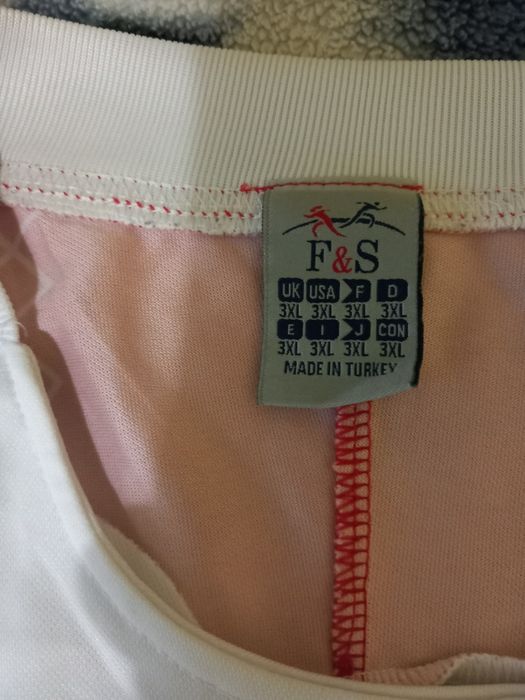 F&S
UK USA F D
3XL 3XL 3XL 3XL
E I J CON
3XL 3XL 3XL 3XL
MADE IN TURKEY